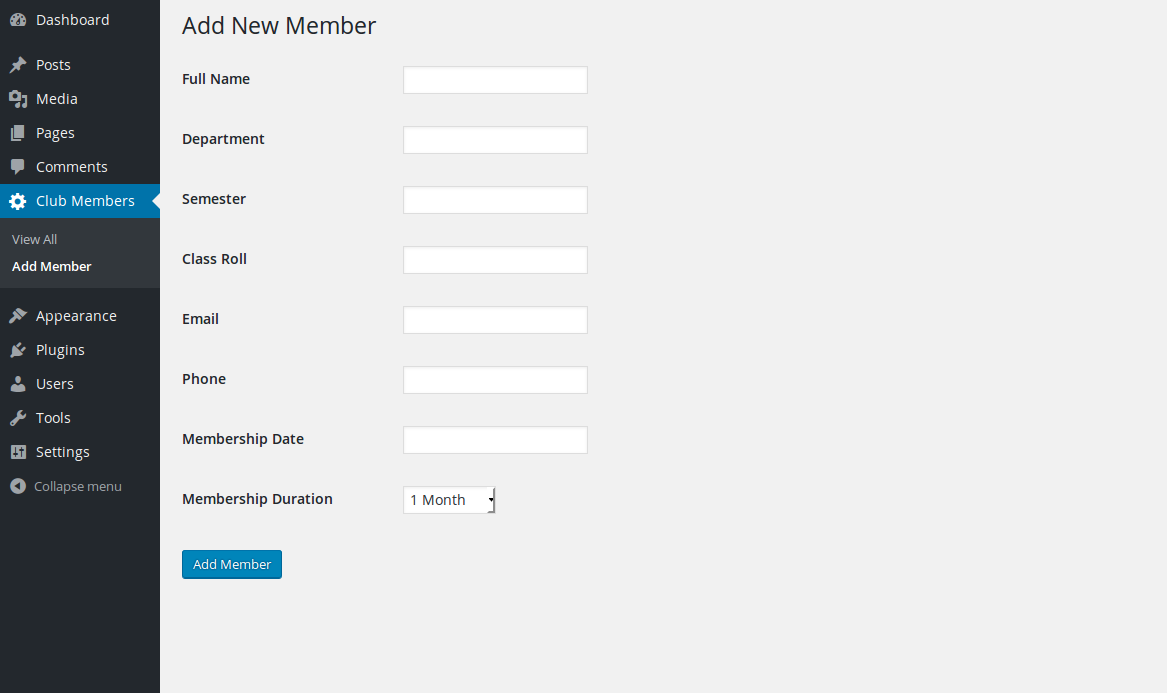 Dashboard
Posts
Media
Pages
Comments
Club Members
View All
Add Member
Appearance
Plugins
Users
Tools
Settings
Collapse menu
Add New Member
Full Name
Department
Semester
Class Roll
Email
Phone
Membership Date
Membership Duration 1 Month
Add Member